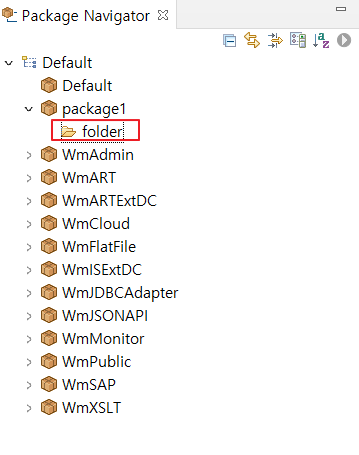 Package Navigator
Default
Default
package1
folder
WmAdmin
WmART
WmARTExtDC
WmCloud
WmFlatFile
WmISExtDC
WmJDBCAdapter
WmJSONAPI
WmMonitor
WmPublic
WmSAP
WmXSLT